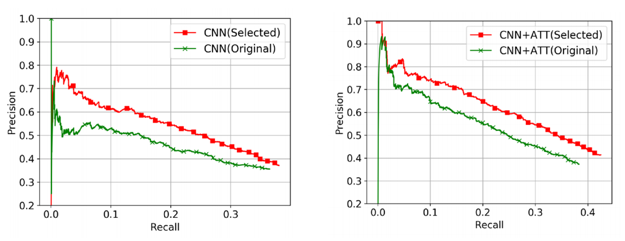 1.0
0.9
0.8
0.7
0.6
0.5
0.4
0.3
0.2
Precision
0.0 0.1 0.2 0.3
Recall
CNN(Selected)
CNN(Original)
1.0
0.9
0.8
0.7
0.6
0.5
0.4
0.3
0.2
Precision
0.0 0.1 0.2 0.3 0.4
Recall
CNN+ATT(Selected)
CNN+ATT(Original)